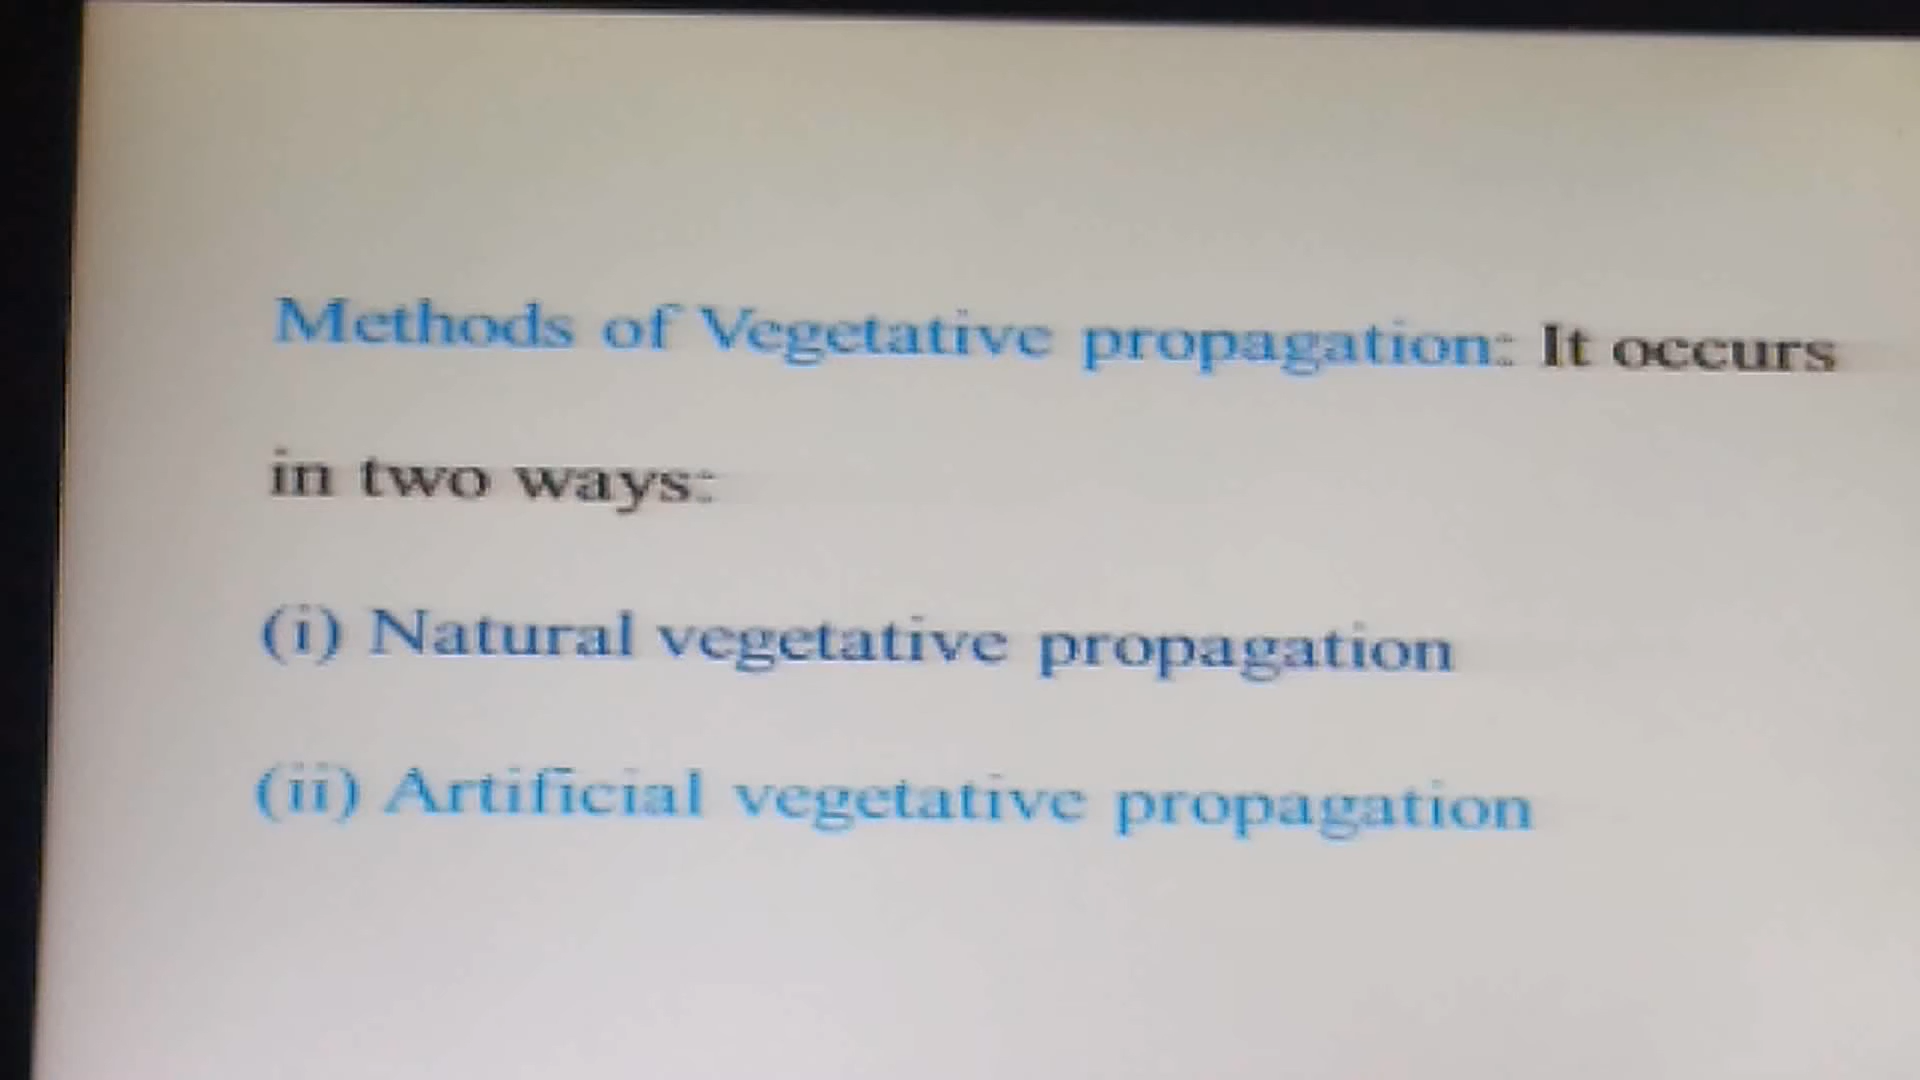 Methods of Vegetative propagation: It occurs
in two ways:
(i) Natural vegetative propagation
(ii) Artificial vegetative propagation